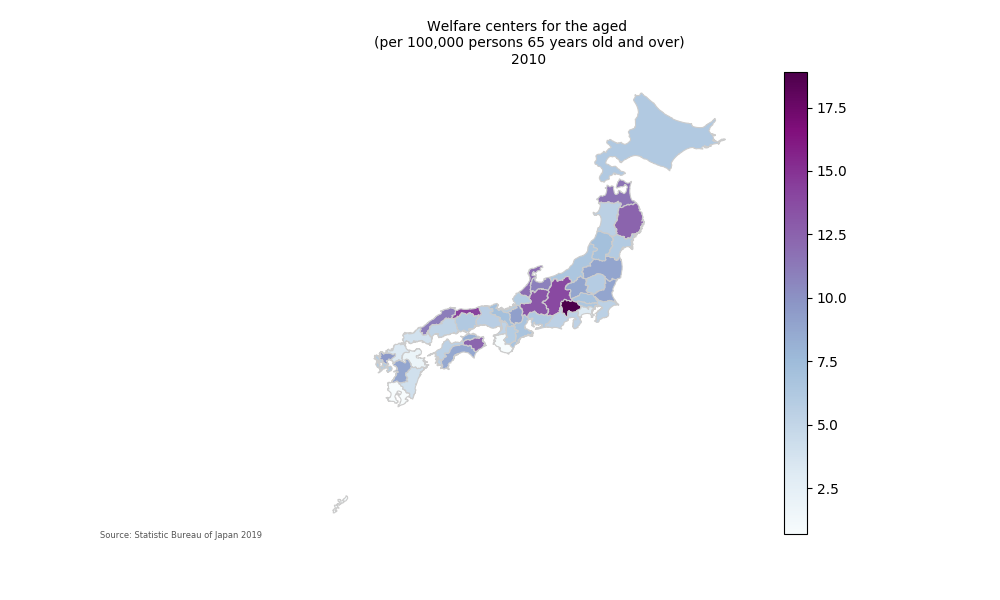 Welfare centers for the aged
(per 100,000 persons 65 years old and over)
2010
17.5
15.0
12.5
10.0
7.5
5.0
2.5
Source: Statistic Bureau of Japan 2019